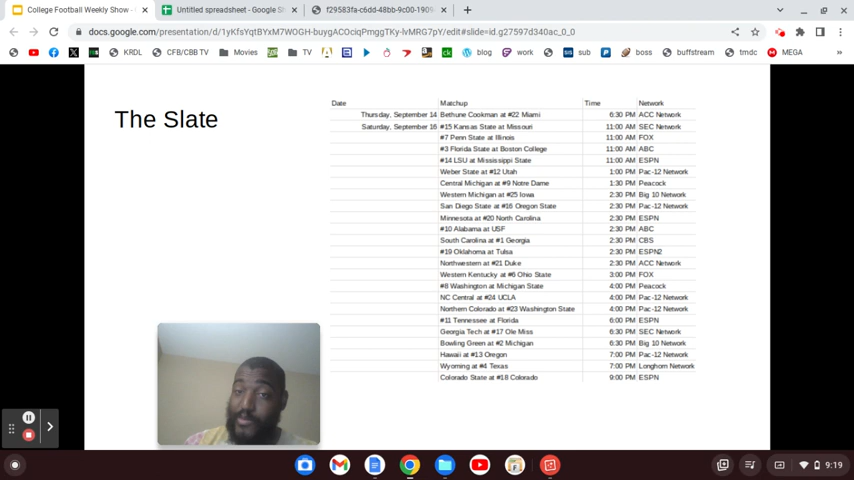 College Football Weekly Show -
Untitled spreadsheet - Google Sh
f29583fa-c6dd-48bb-9c00-1909
docs.google.com/presentation/d/1yKfsYqtBYxM7WOGH-buygACOciqPmggTKy-lvMRG7pY/edit#slide=id.g27597d340ac_0_0
KRDL
CFB/CBB TV
Movies
TV
blog
work
sub
boss
buffstream
tmdc
MEGA
The Slate
Date Matchup Time Network
Thursday, September 14 Bethune Cookman at #22 Miami 6:30 PM ACC Network
Saturday, September 16 #15 Kansas State at Missouri 11:00 AM SEC Network
#7 Penn State at Illinois 11:00 AM FOX
#3 Florida State at Boston College 11:00 AM ABC
#14 LSU at Mississippi State 11:00 AM ESPN
Weber State at #12 Utah 1:00 PM Pac-12 Network
Central Michigan at #9 Notre Dame 1:30 PM Peacock
Western Michigan at #25 Iowa 2:30 PM Big 10 Network
San Diego State at #16 Oregon State 2:30 PM Pac-12 Network
Minnesota at #20 North Carolina 2:30 PM ESPN
#10 Alabama at USF 2:30 PM ABC
South Carolina at #1 Georgia 2:30 PM CBS
#19 Oklahoma at Tulsa 2:30 PM ESPN2
Northwestern at #21 Duke 2:30 PM ACC Network
Western Kentucky at #6 Ohio State 3:00 PM FOX
#8 Washington at Michigan State 4:00 PM Peacock
NC Central at #24 UCLA 4:00 PM Pac-12 Network
Northern Colorado at #23 Washington State 4:00 PM Pac-12 Network
#11 Tennessee at Florida 6:00 PM ESPN
Georgia Tech at #17 Ole Miss 6:30 PM SEC Network
Bowling Green at #2 Michigan 6:30 PM Big 10 Network
Hawaii at #13 Oregon 7:00 PM Pac-12 Network
Wyoming at #4 Texas 7:00 PM Longhorn Network
Colorado State at #18 Colorado 9:00 PM ESPN
9:19